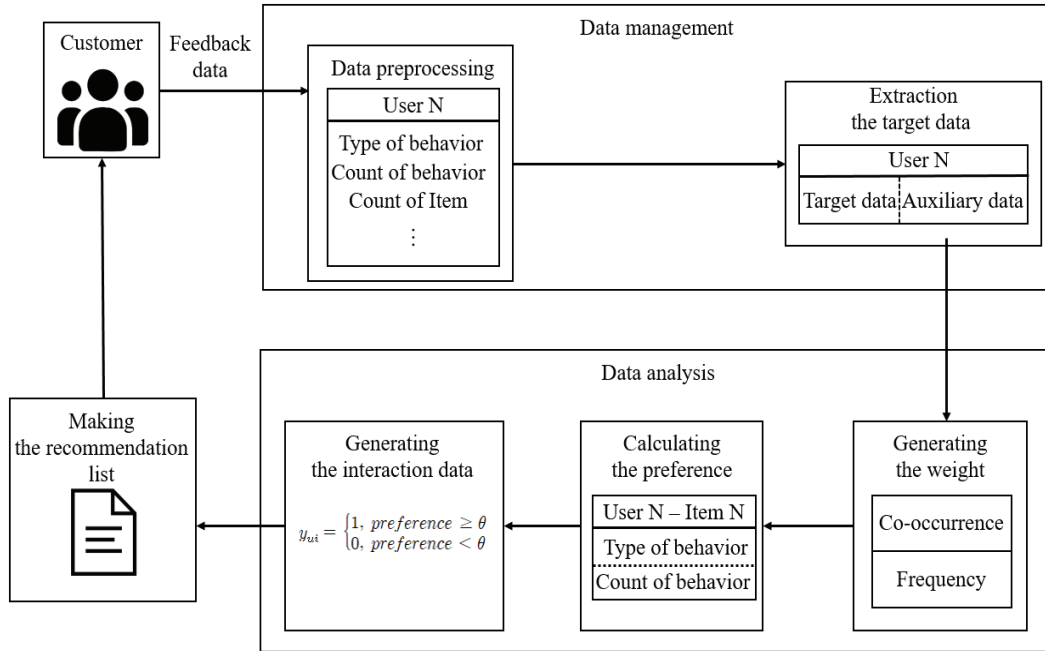 Customer
Feedback
data
Data management
Data preprocessing
User N
Type of behavior
Count of behavior
Count of Item
⋮
Extraction
the target data
User N
Target data Auxiliary data
Data analysis
Generating
the weight
Co-occurrence
Frequency
Calculating
the preference
User N – Item N
Type of behavior
Count of behavior
Generating
the interaction data
y_{ui} = {1, preference ≥ θ
0, preference < θ
Making
the recommendation
list